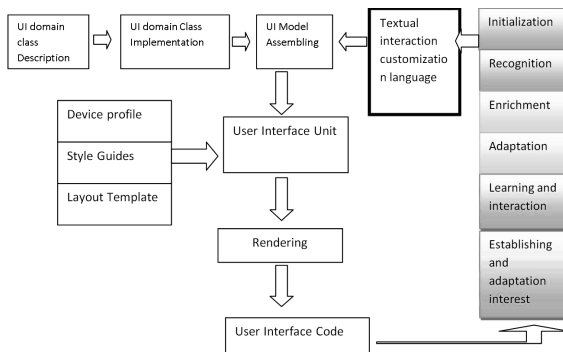 UI domain
class
Description
UI domain Class
Implementation
UI Model
Assembling
Textual
interaction
customizatio
n language
Initialization
Recognition
Enrichment
Adaptation
Learning and
interaction
Establishing
and
adaptation
interest
Device profile
Style Guides
Layout Template
User Interface Unit
Rendering
User Interface Code